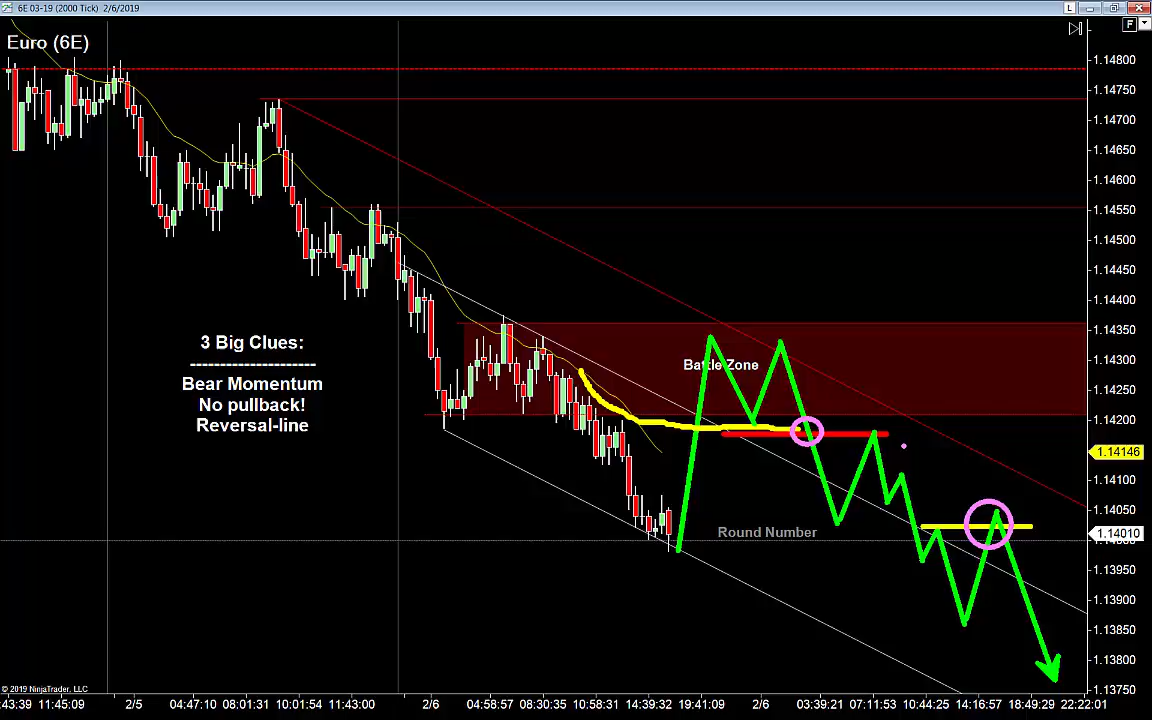 6E 03-19 (2000 Tick) 2/6/2019
L
F
Euro (6E)
1.14800
1.14750
1.14700
1.14650
1.14600
1.14550
1.14500
1.14450
1.14400
1.14350
1.14300
1.14250
1.14200
1.14146
1.14100
1.14050
1.14010
1.13950
1.13900
1.13850
1.13800
1.13750
3 Big Clues:
---------------------
Bear Momentum
No pullback!
Reversal-line
Battle Zone
Round Number
© 2019 NinjaTrader, LLC
:43:39 11:45:09 2/5 04:47:10 08:01:31 10:01:54 11:43:00 2/6 04:58:57 08:30:35 10:58:31 14:39:32 19:41:09 2/6 03:39:21 07:11:53 10:44:25 14:16:57 18:49:29 22:22:01